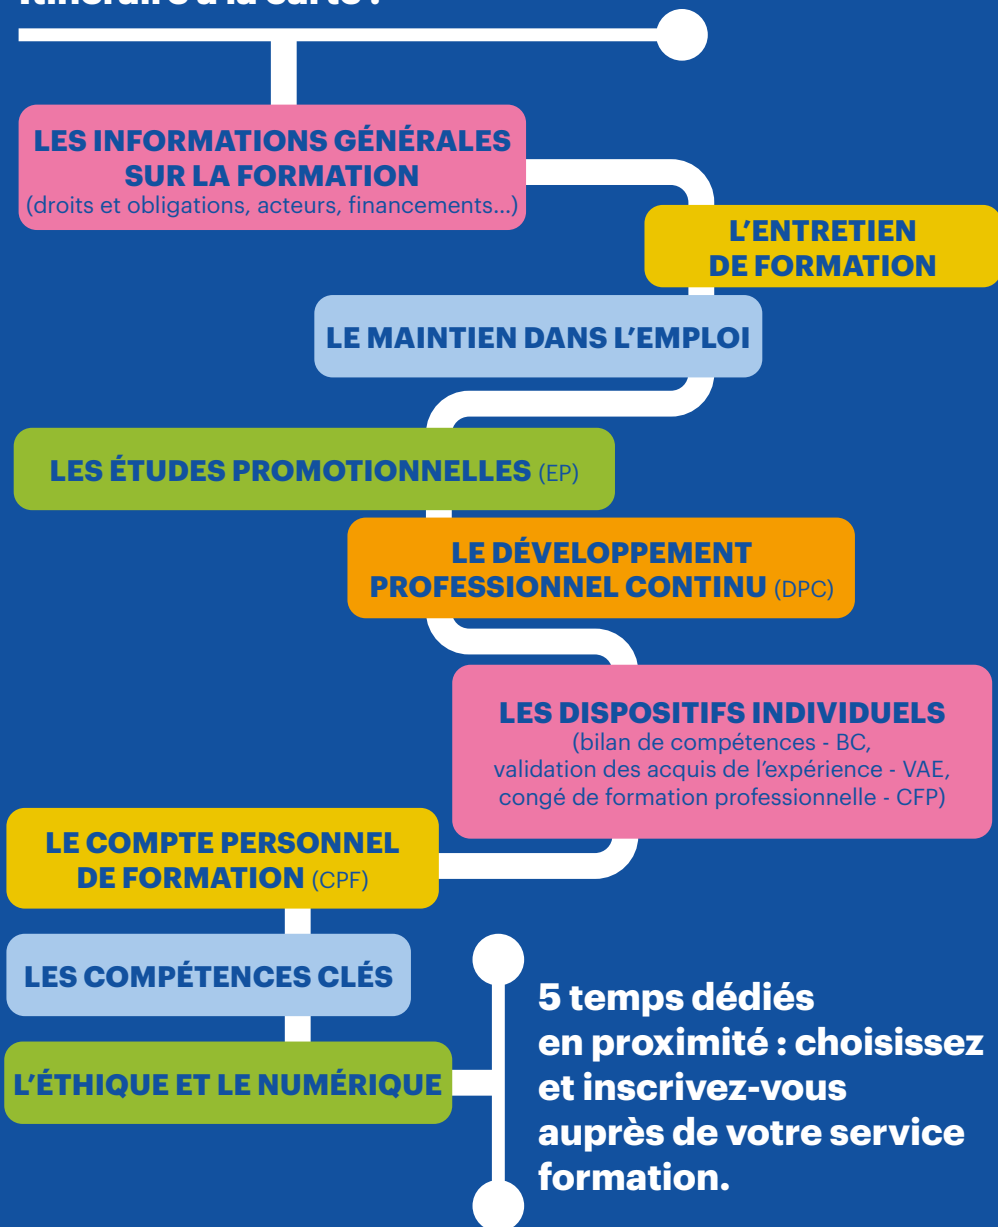 Itinéraire à la carte :
LES INFORMATIONS GÉNÉRALES
SUR LA FORMATION
(droits et obligations, acteurs, financements...)
L’ENTRETIEN
DE FORMATION
LE MAINTIEN DANS L’EMPLOI
LES ÉTUDES PROMOTIONNELLES (EP)
LE DÉVELOPPEMENT
PROFESSIONNEL CONTINU (DPC)
LES DISPOSITIFS INDIVIDUELS
(bilan de compétences - BC,
validation des acquis de l’expérience - VAE,
congé de formation professionnelle - CFP)
LE COMPTE PERSONNEL
DE FORMATION (CPF)
LES COMPÉTENCES CLÉS
L’ÉTHIQUE ET LE NUMÉRIQUE
5 temps dédiés
en proximité : choisissez
et inscrivez-vous
auprès de votre service
formation.